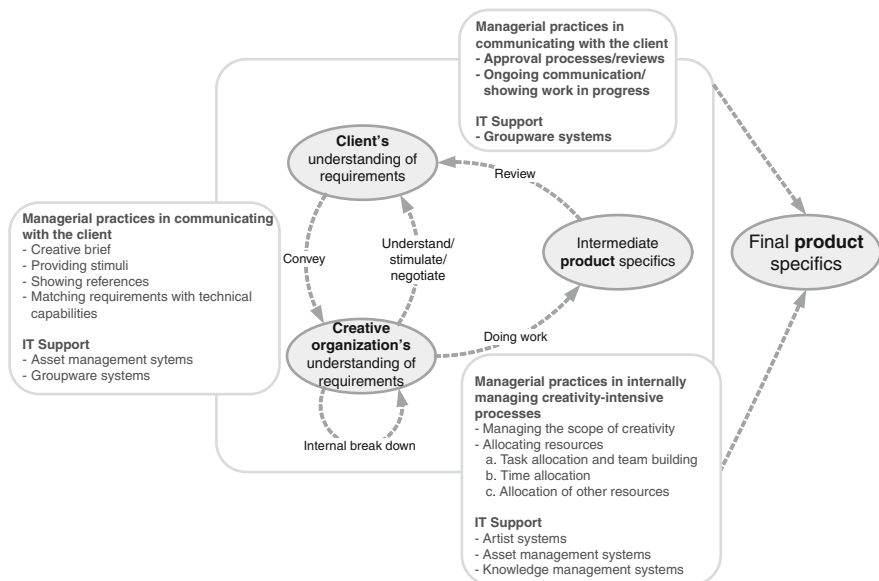 Managerial practices in
communicating with the client
- Approval processes/reviews
- Ongoing communication/
showing work in progress
IT Support
- Groupware systems
Client's
understanding of
requirements
Review
Managerial practices in communicating
with the client
- Creative brief
- Providing stimuli
- Showing references
- Matching requirements with technical
capabilities
IT Support
- Asset management sytems
- Groupware systems
Convey
Understand/
stimulate/
negotiate
Intermediate
product specifics
Final product
specifics
Creative
organization's
understanding of
requirements
Doing work
Internal break down
Managerial practices in internally
managing creativity-intensive
processes
- Managing the scope of creativity
- Allocating resources
a. Task allocation and team building
b. Time allocation
c. Allocation of other resources
IT Support
- Artist systems
- Asset management systems
- Knowledge management systems